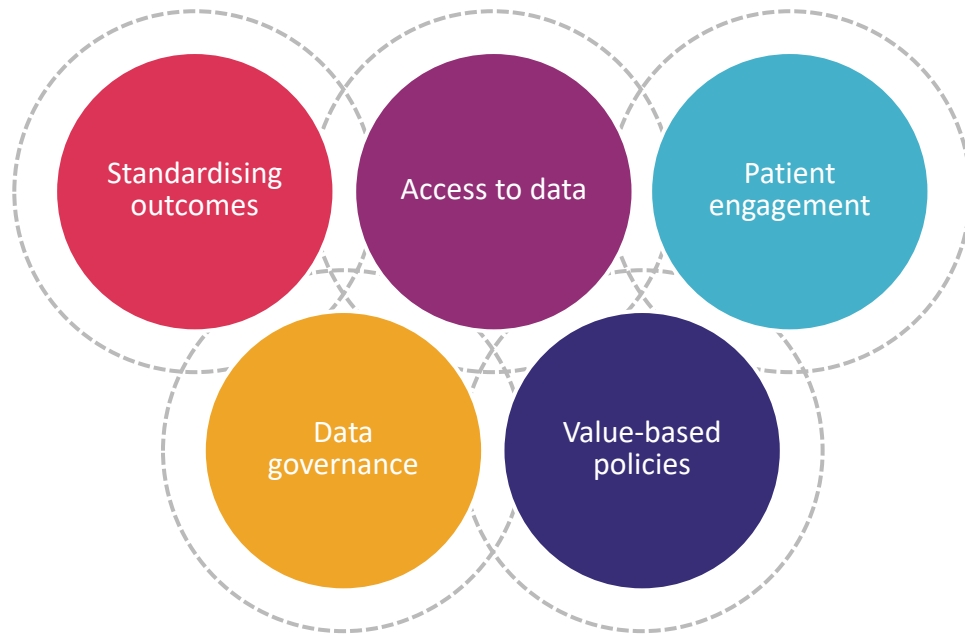 Standardising
outcomes
Access to data
Patient
engagement
Data
governance
Value-based
policies